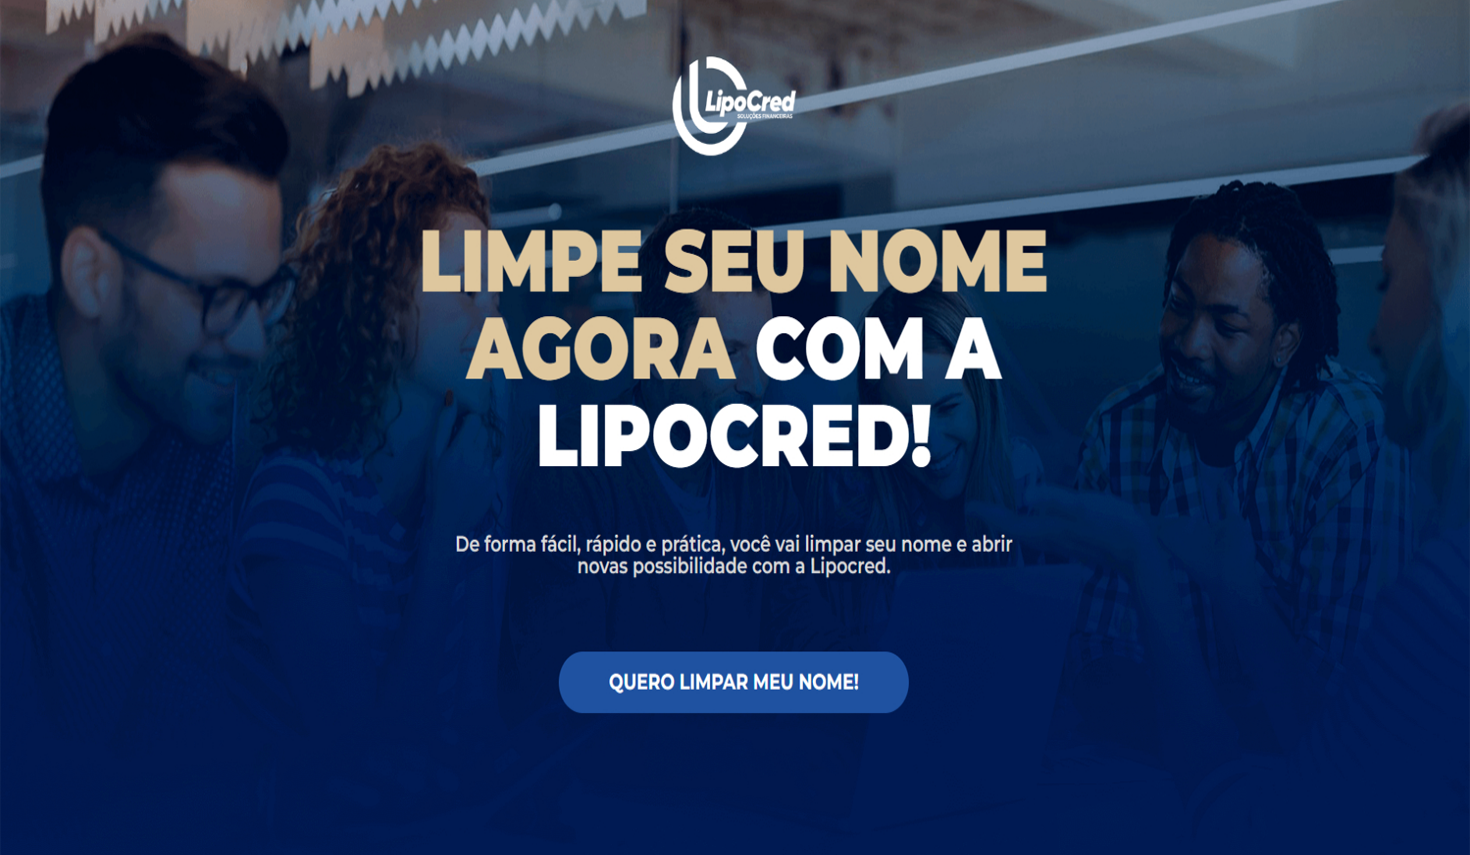 LipoCred
SOLUÇÕES FINANCEIRAS
LIMPE SEU NOME
AGORA COM A
LIPOCRED!
De forma fácil, rápido e prática, você vai limpar seu nome e abrir
novas possibilidade com a Lipocred.
QUERO LIMPAR MEU NOME!